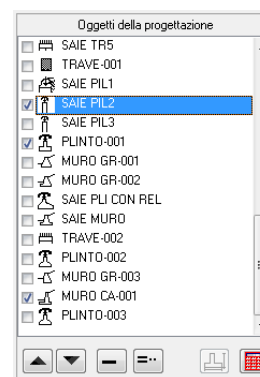 Oggetti della progettazione
SAIE TR5
TRAVE-001
SAIE PIL1
SAIE PIL2
SAIE PIL3
PLINTO-001
MURO GR-001
MURO GR-002
SAIE PLI CON REL
SAIE MURO
TRAVE-002
PLINTO-002
MURO GR-003
MURO CA-001
PLINTO-003